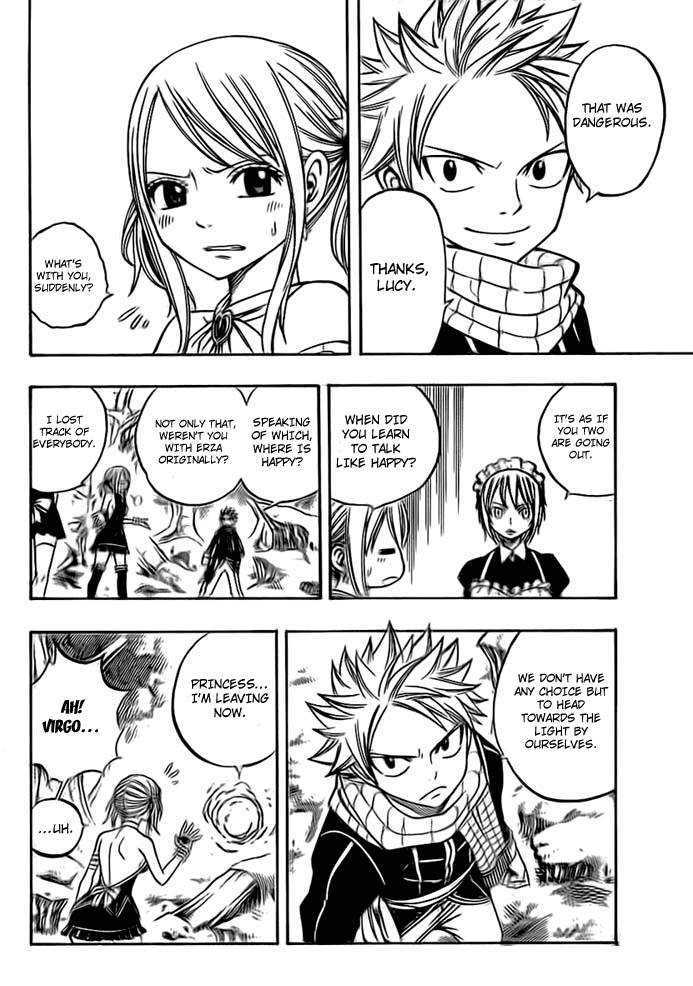 THAT WAS
DANGEROUS.
THANKS,
LUCY.
WHAT'S
WITH YOU,
SUDDENLY?
IT'S AS IF
YOU TWO
ARE GOING
OUT.
WHEN DID
YOU LEARN
TO TALK
LIKE HAPPY?
SPEAKING
OF WHICH,
WHERE IS
HAPPY?
NOT ONLY THAT,
WEREN'T YOU
WITH ERZA
ORIGINALLY?
I LOST
TRACK OF
EVERYBODY.
WE DON'T HAVE
ANY CHOICE BUT
TO HEAD
TOWARDS THE
LIGHT BY
OURSELVES.
PRINCESS...
I'M LEAVING
NOW.
AH!
VIRGO...
...UH.